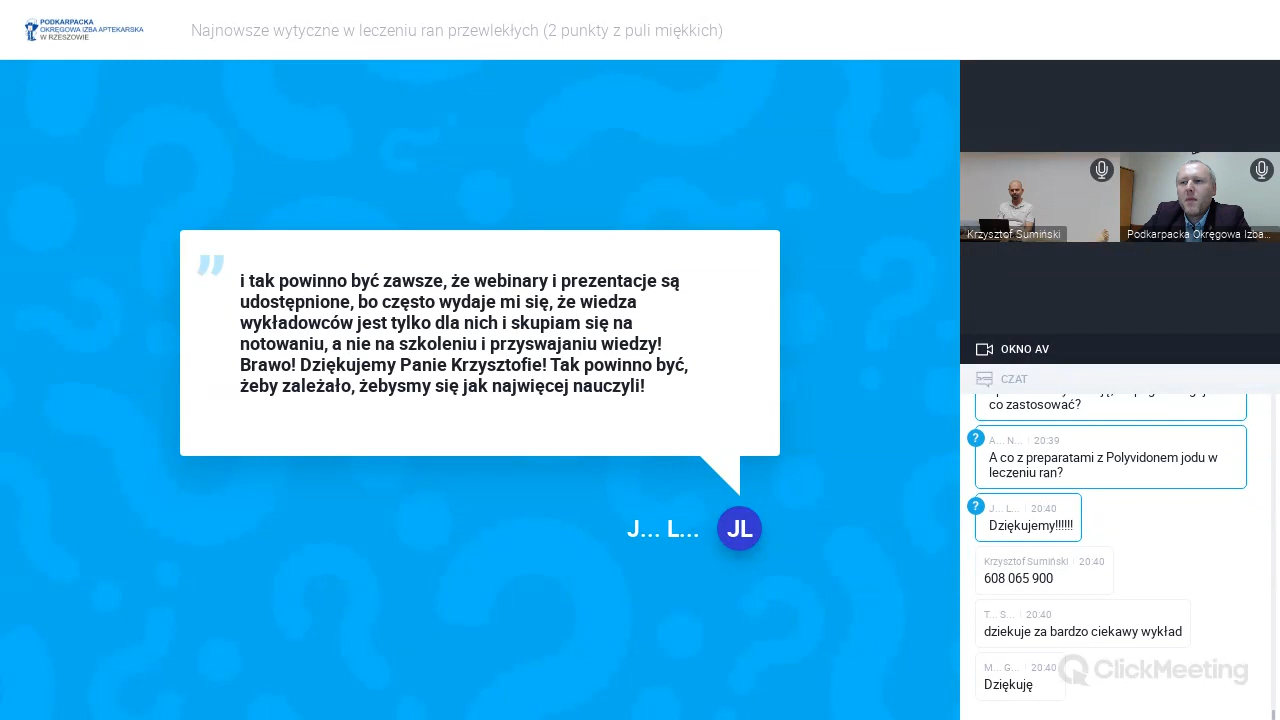 PODKARPACKA
OKRĘGOWA IZBA APTEKARSKA
W RZESZOWIE
Najnowsze wytyczne w leczeniu ran przewlekłych (2 punkty z puli miękkich)
i tak powinno być zawsze, że webinary i prezentacje są
udostępnione, bo często wydaje mi się, że wiedza
wykładowców jest tylko dla nich i skupiam się na
notowaniu, a nie na szkoleniu i przyswajaniu wiedzy!
Brawo! Dziękujemy Panie Krzysztofie! Tak powinno być,
żeby zależało, żebysmy się jak najwięcej nauczyli!
J... L... JL
Krzysztof Sumiński
Podkarpacka Okręgowa Izba...
OKNO AV
CZAT
co zastosować?
?
A... N... 20:39
A co z preparatami z Polyvidonem jodu w
leczeniu ran?
?
J... L... 20:40
Dziękujemy!!!!!!
Krzysztof Sumiński 20:40
608 065 900
T... S... 20:40
dziekuje za bardzo ciekawy wykład
M... G... 20:40
Dziękuję
ClickMeeting